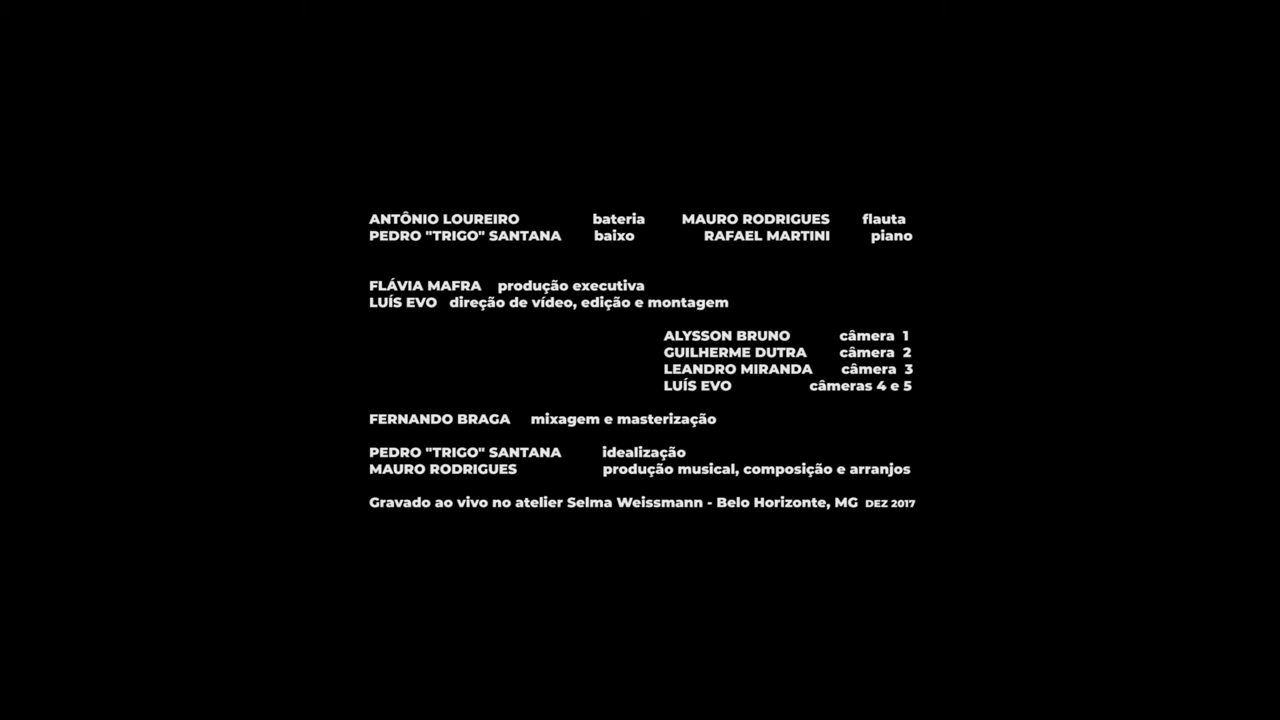 ANTÔNIO LOUREIRO bateria MAURO RODRIGUES flauta
PEDRO "TRIGO" SANTANA baixo RAFAEL MARTINI piano
FLÁVIA MAFRA produção executiva
LUÍS EVO direção de vídeo, edição e montagem
ALYSSON BRUNO câmera 1
GUILHERME DUTRA câmera 2
LEANDRO MIRANDA câmera 3
LUÍS EVO câmeras 4 e 5
FERNANDO BRAGA mixagem e masterização
PEDRO "TRIGO" SANTANA idealização
MAURO RODRIGUES produção musical, composição e arranjos
Gravado ao vivo no atelier Selma Weissmann - Belo Horizonte, MG DEZ 2017